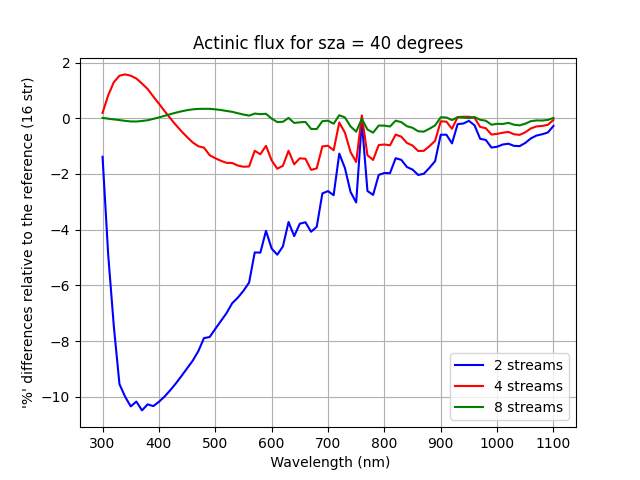 Actinic flux for sza = 40 degrees
'%' differences relative to the reference (16 str)
2
0
−2
−4
−6
−8
−10
300 400 500 600 700 800 900 1000 1100
Wavelength (nm)
2 streams
4 streams
8 streams